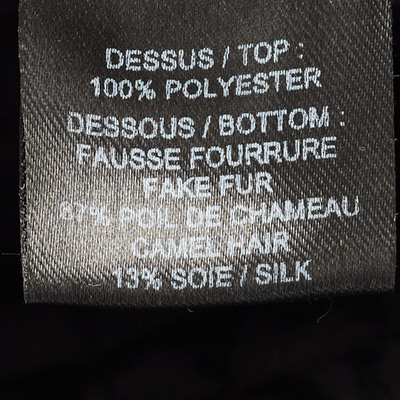 DESSUS / TOP :
100% POLYESTER
DESSOUS / BOTTOM :
FAUSSE FOURRURE
FAKE FUR
87% POIL DE CHAMEAU
CAMEL HAIR
13% SOIE / SILK